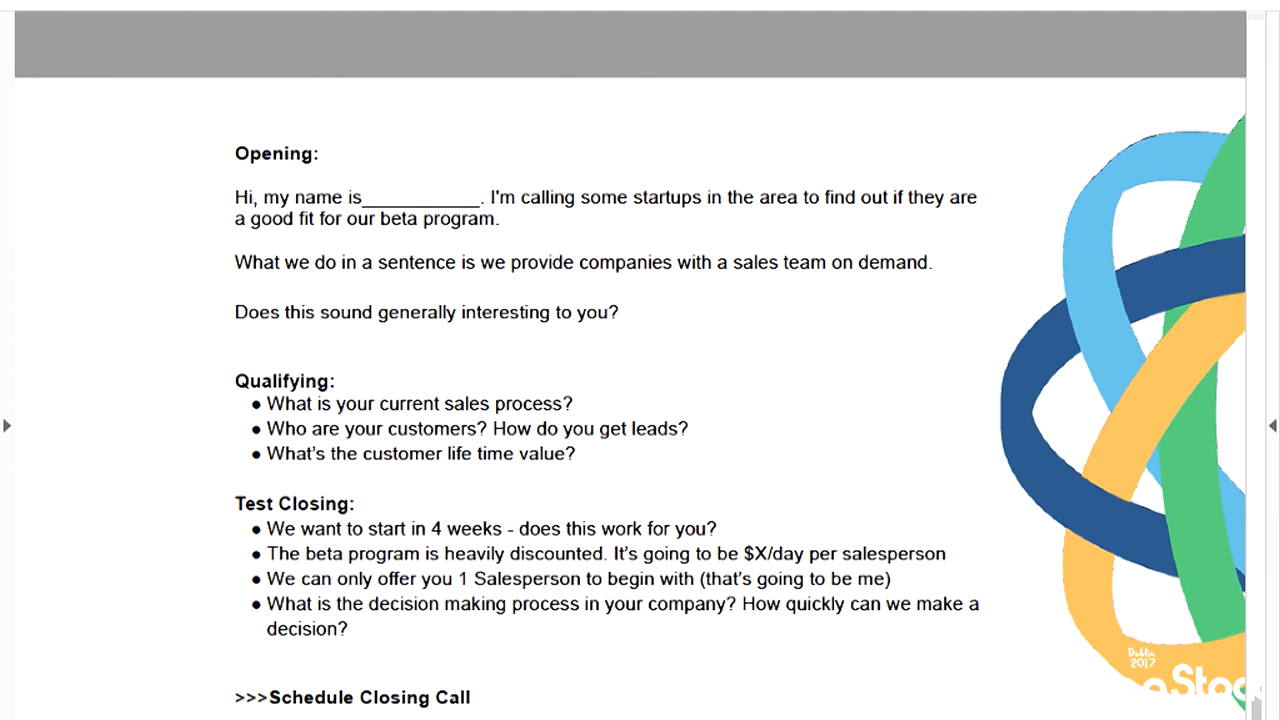 Opening:
Hi, my name is___________. I'm calling some startups in the area to find out if they are
a good fit for our beta program.
What we do in a sentence is we provide companies with a sales team on demand.
Does this sound generally interesting to you?
Qualifying:
● What is your current sales process?
● Who are your customers? How do you get leads?
● What’s the customer life time value?
Test Closing:
● We want to start in 4 weeks - does this work for you?
● The beta program is heavily discounted. It’s going to be $X/day per salesperson
● We can only offer you 1 Salesperson to begin with (that’s going to be me)
● What is the decision making process in your company? How quickly can we make a
decision?
>>>Schedule Closing Call
Dublin
2017